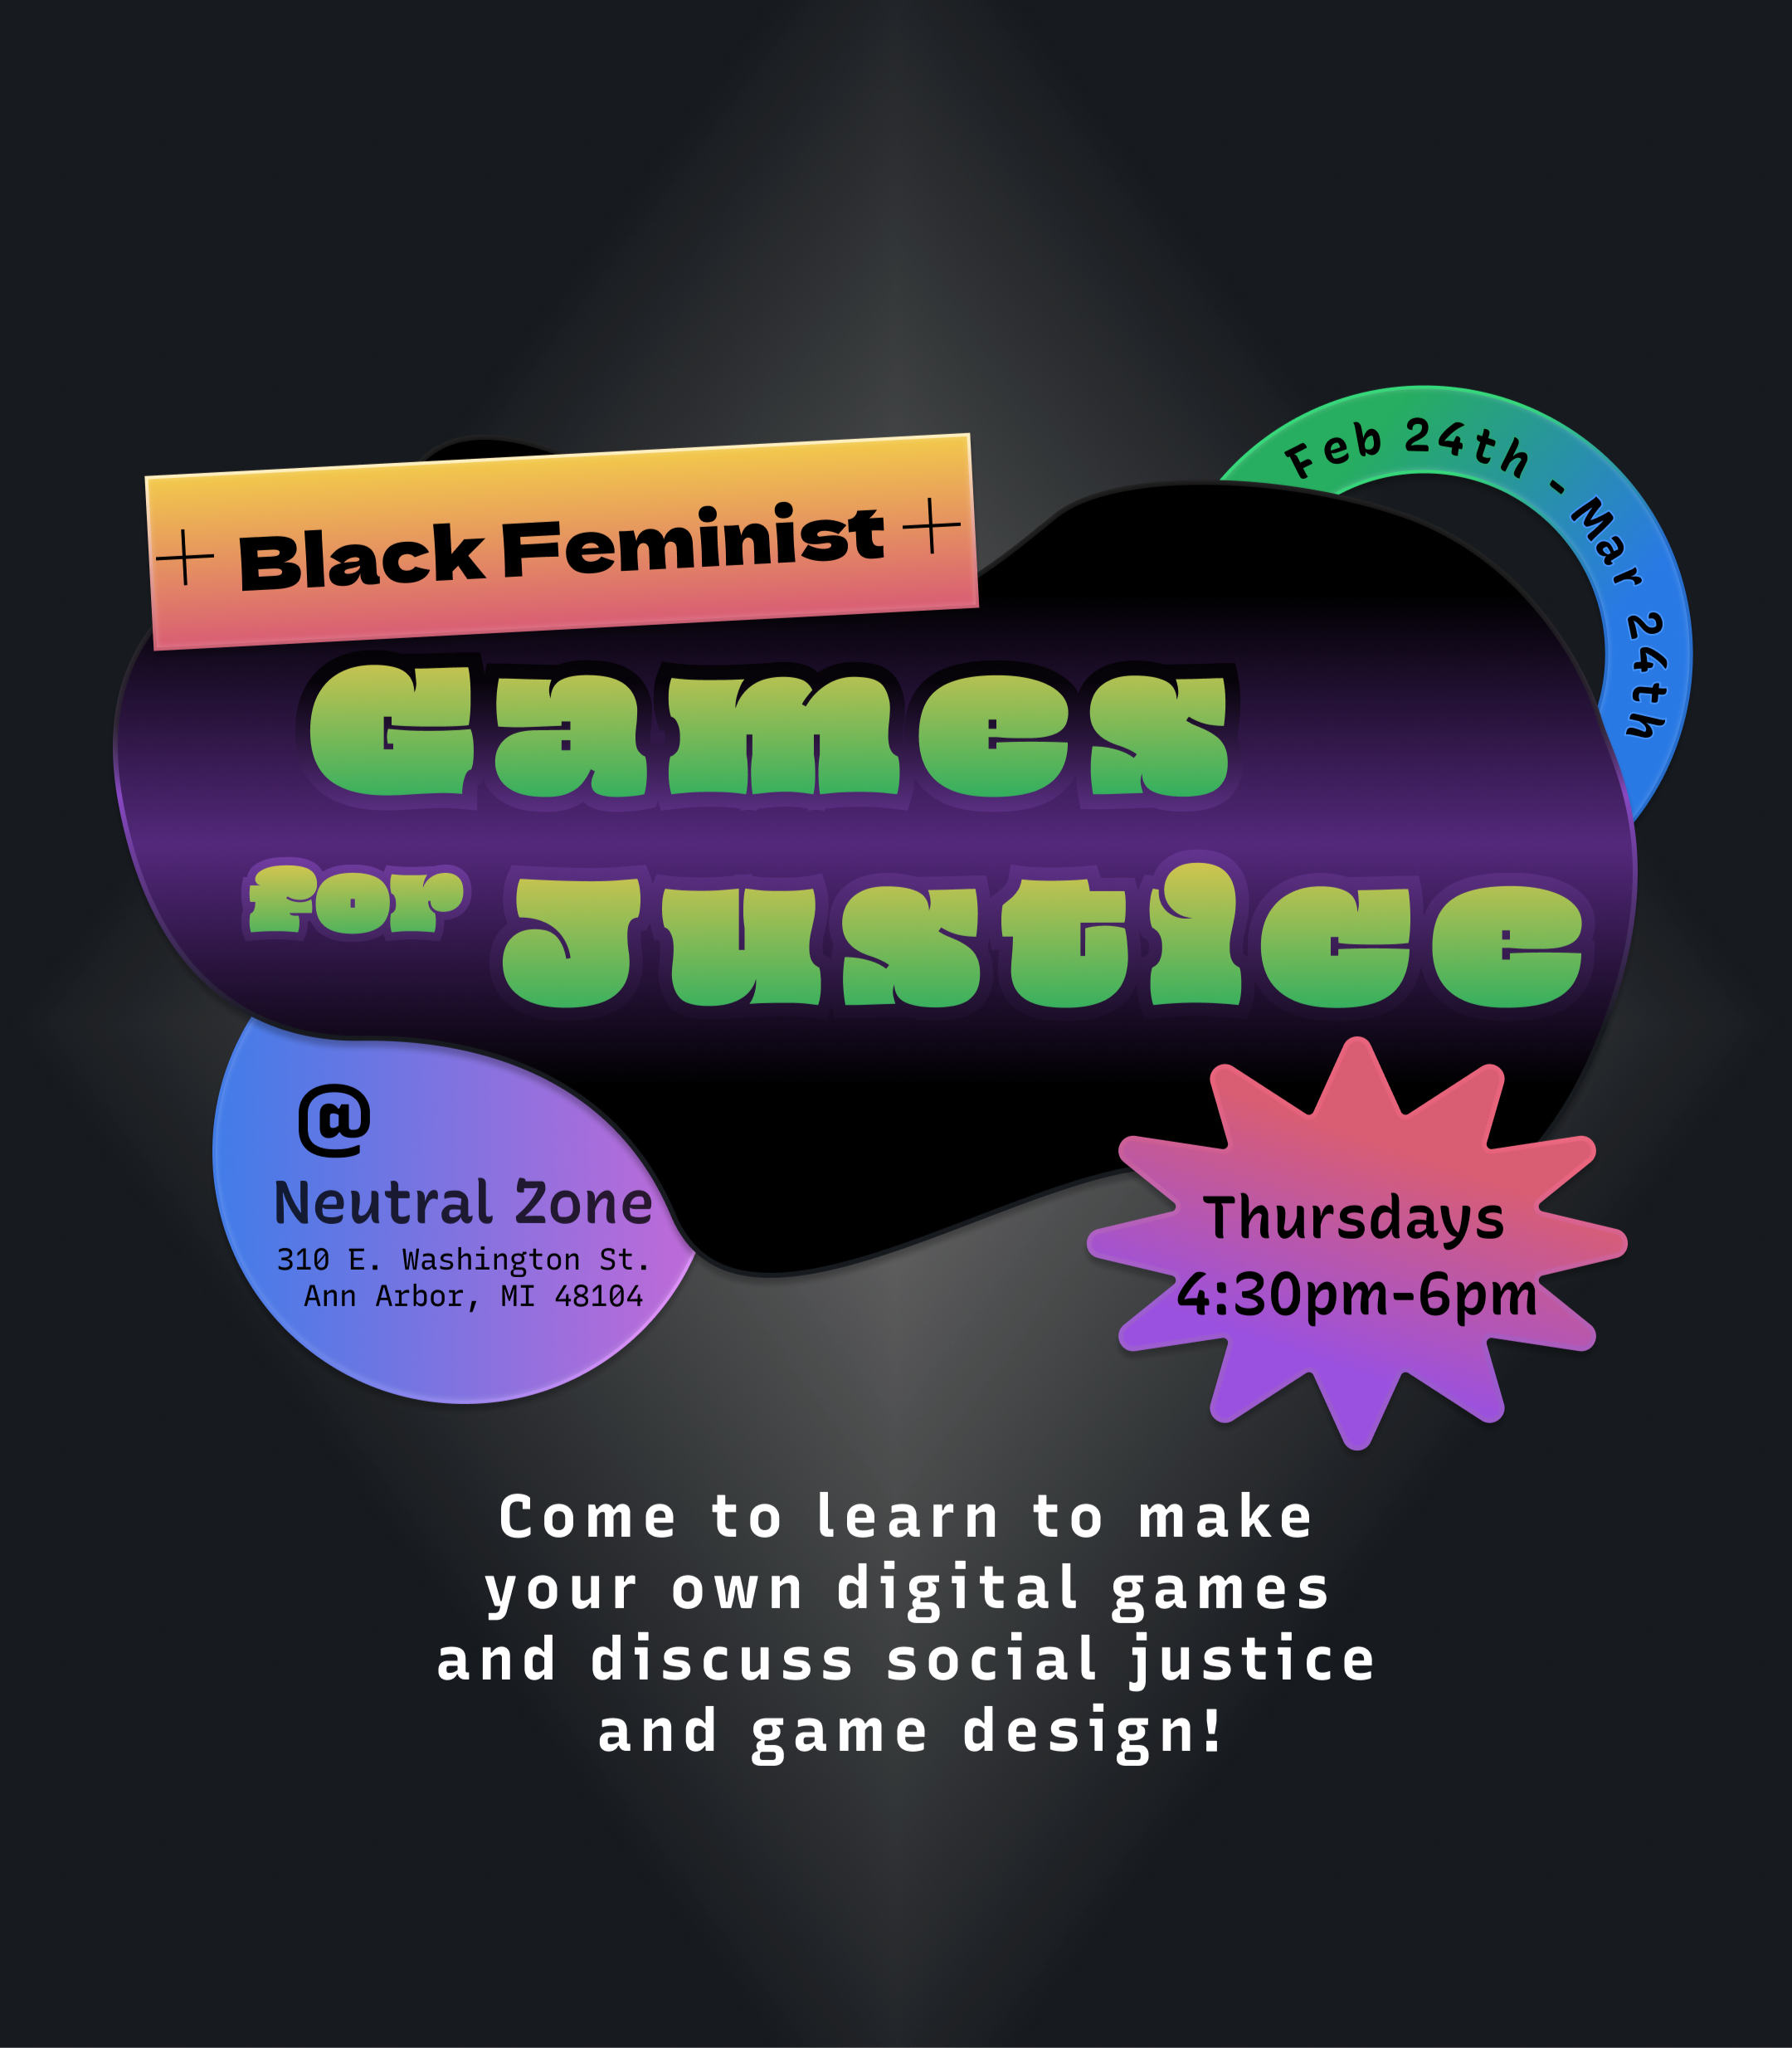 Black Feminist
Feb 24th - Mar 24th
Games
for Justice
@
Neutral Zone
310 E. Washington St.
Ann Arbor, MI 48104
Thursdays
4:30pm-6pm
Come to learn to make
your own digital games
and discuss social justice
and game design!